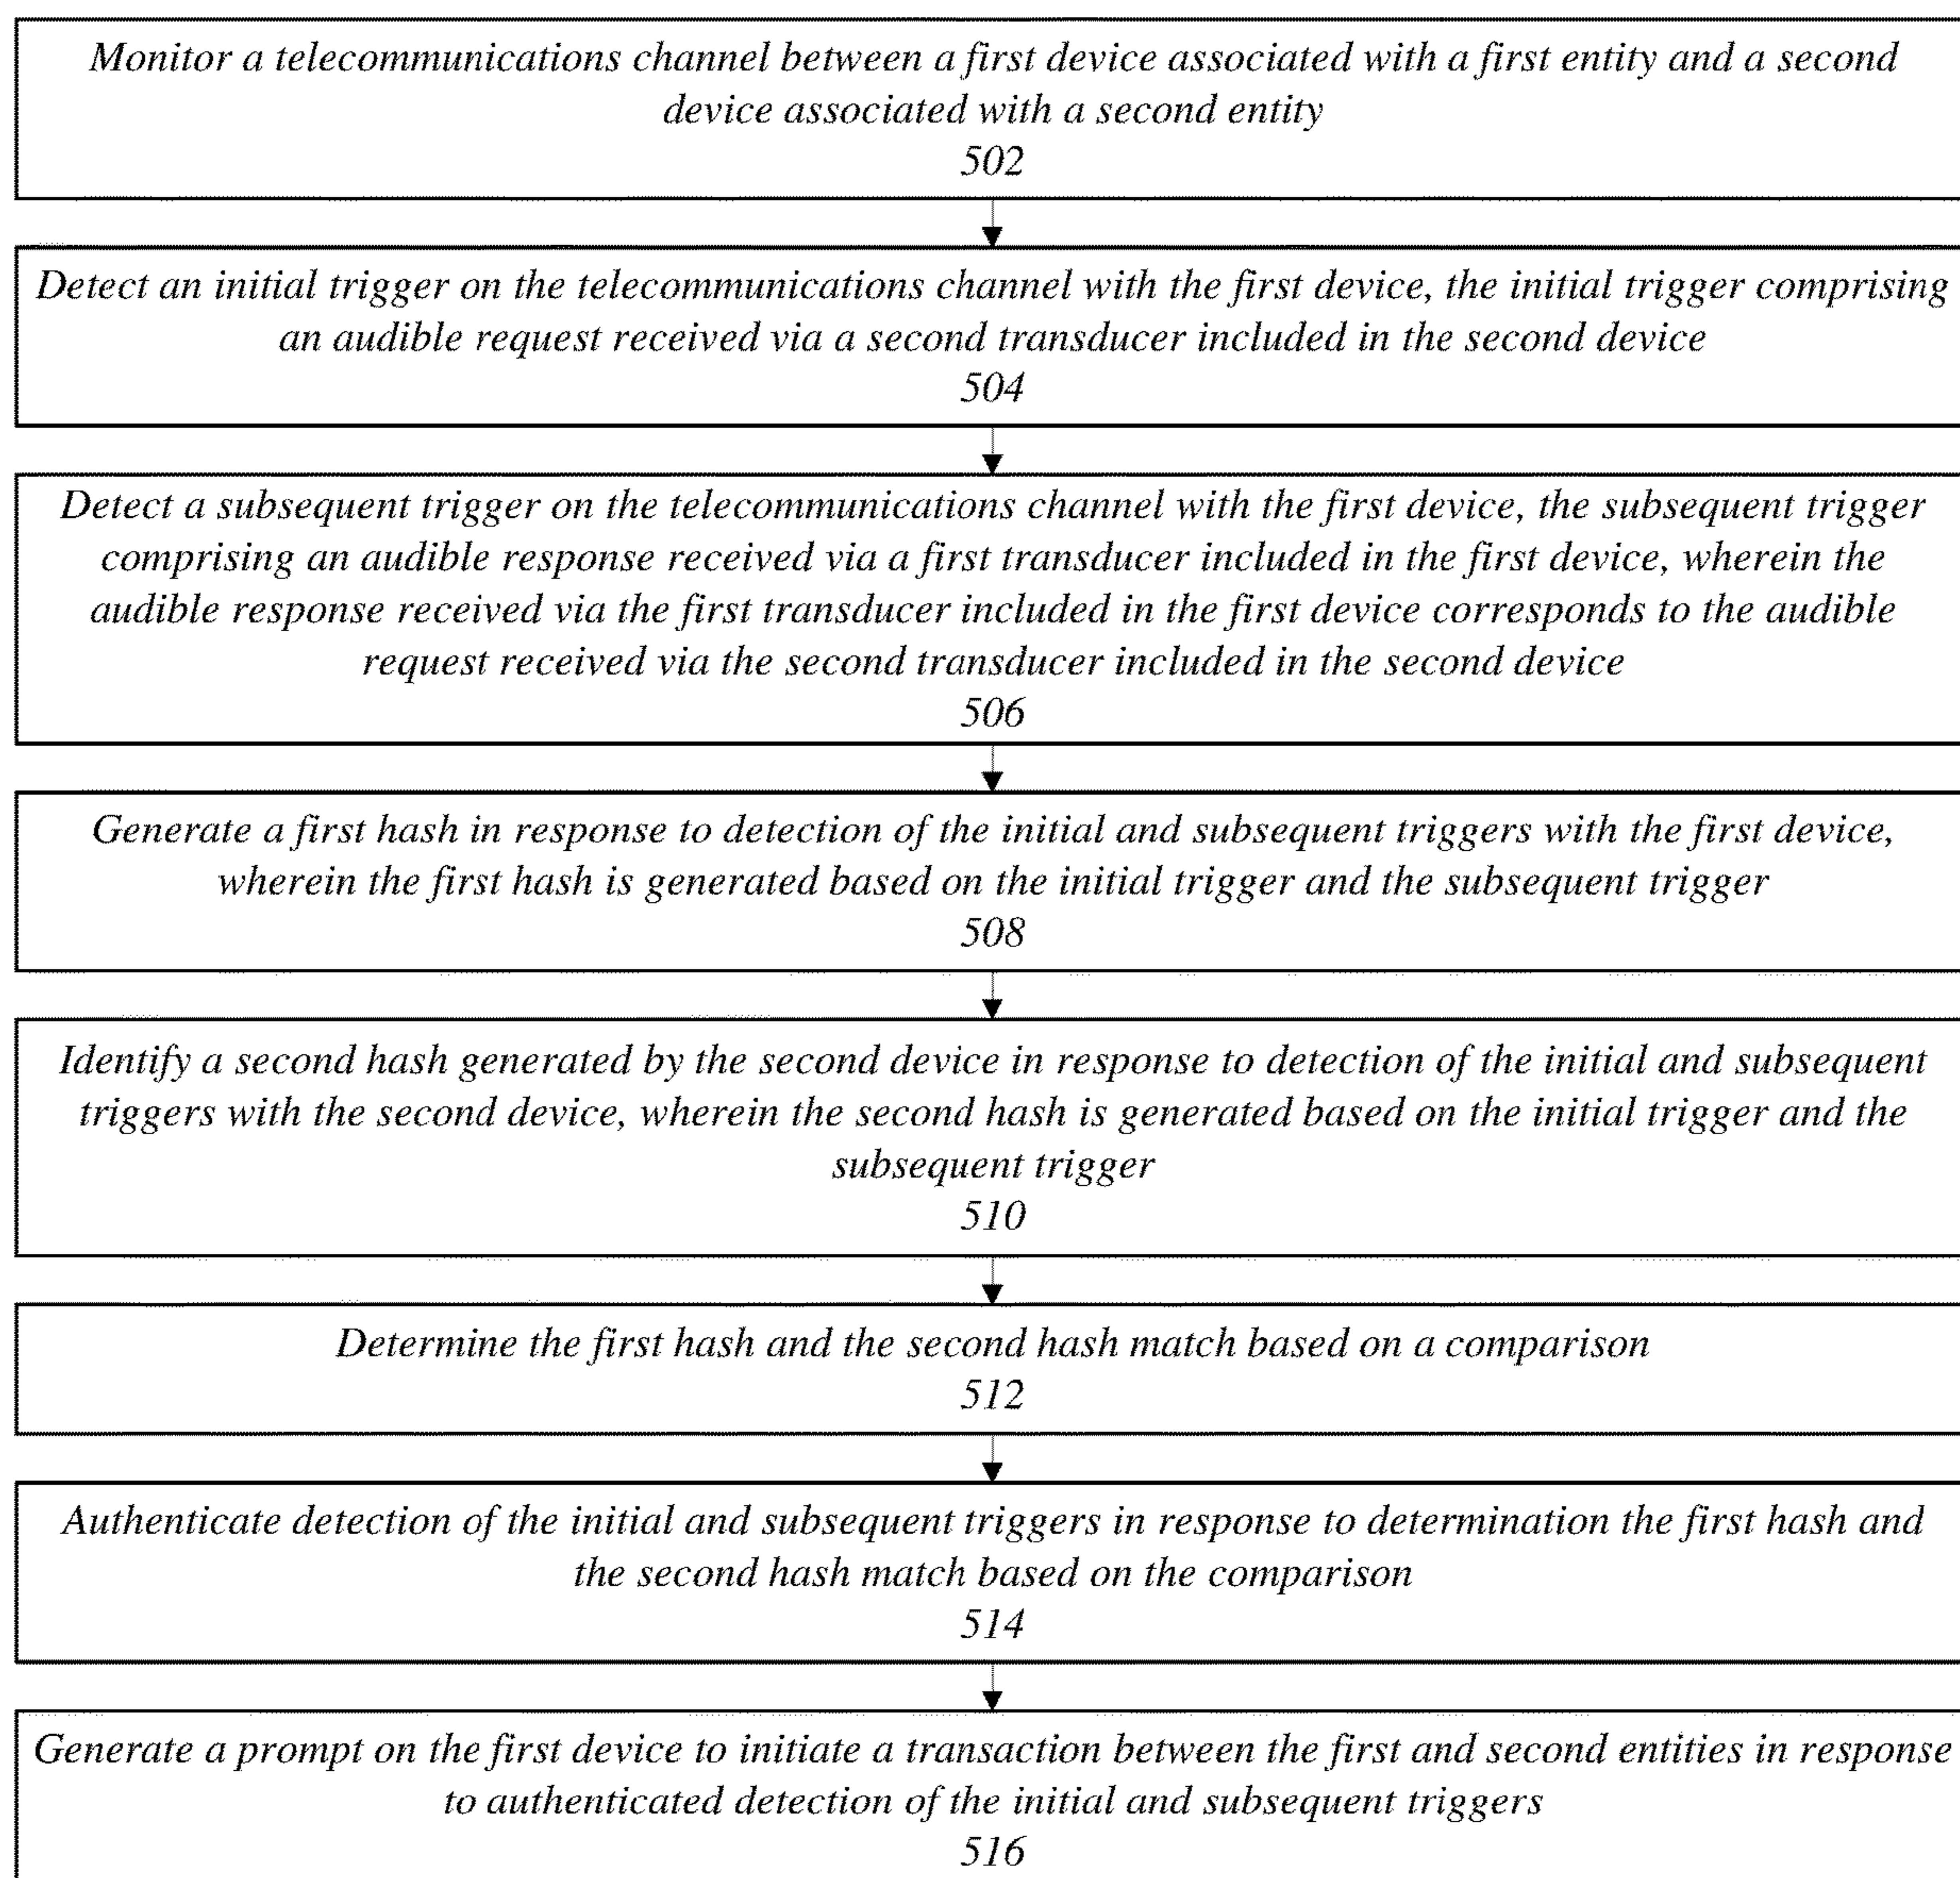 Monitor a telecommunications channel between a first device associated with a first entity and a second
device associated with a second entity
502
Detect an initial trigger on the telecommunications channel with the first device, the initial trigger comprising
an audible request received via a second transducer included in the second device
504
Detect a subsequent trigger on the telecommunications channel with the first device, the subsequent trigger
comprising an audible response received via a first transducer included in the first device, wherein the
audible response received via the first transducer included in the first device corresponds to the audible
request received via the second transducer included in the second device
506
Generate a first hash in response to detection of the initial and subsequent triggers with the first device,
wherein the first hash is generated based on the initial trigger and the subsequent trigger
508
Identify a second hash generated by the second device in response to detection of the initial and subsequent
triggers with the second device, wherein the second hash is generated based on the initial trigger and the
subsequent trigger
510
Determine the first hash and the second hash match based on a comparison
512
Authenticate detection of the initial and subsequent triggers in response to determination the first hash and
the second hash match based on the comparison
514
Generate a prompt on the first device to initiate a transaction between the first and second entities in response
to authenticated detection of the initial and subsequent triggers
516